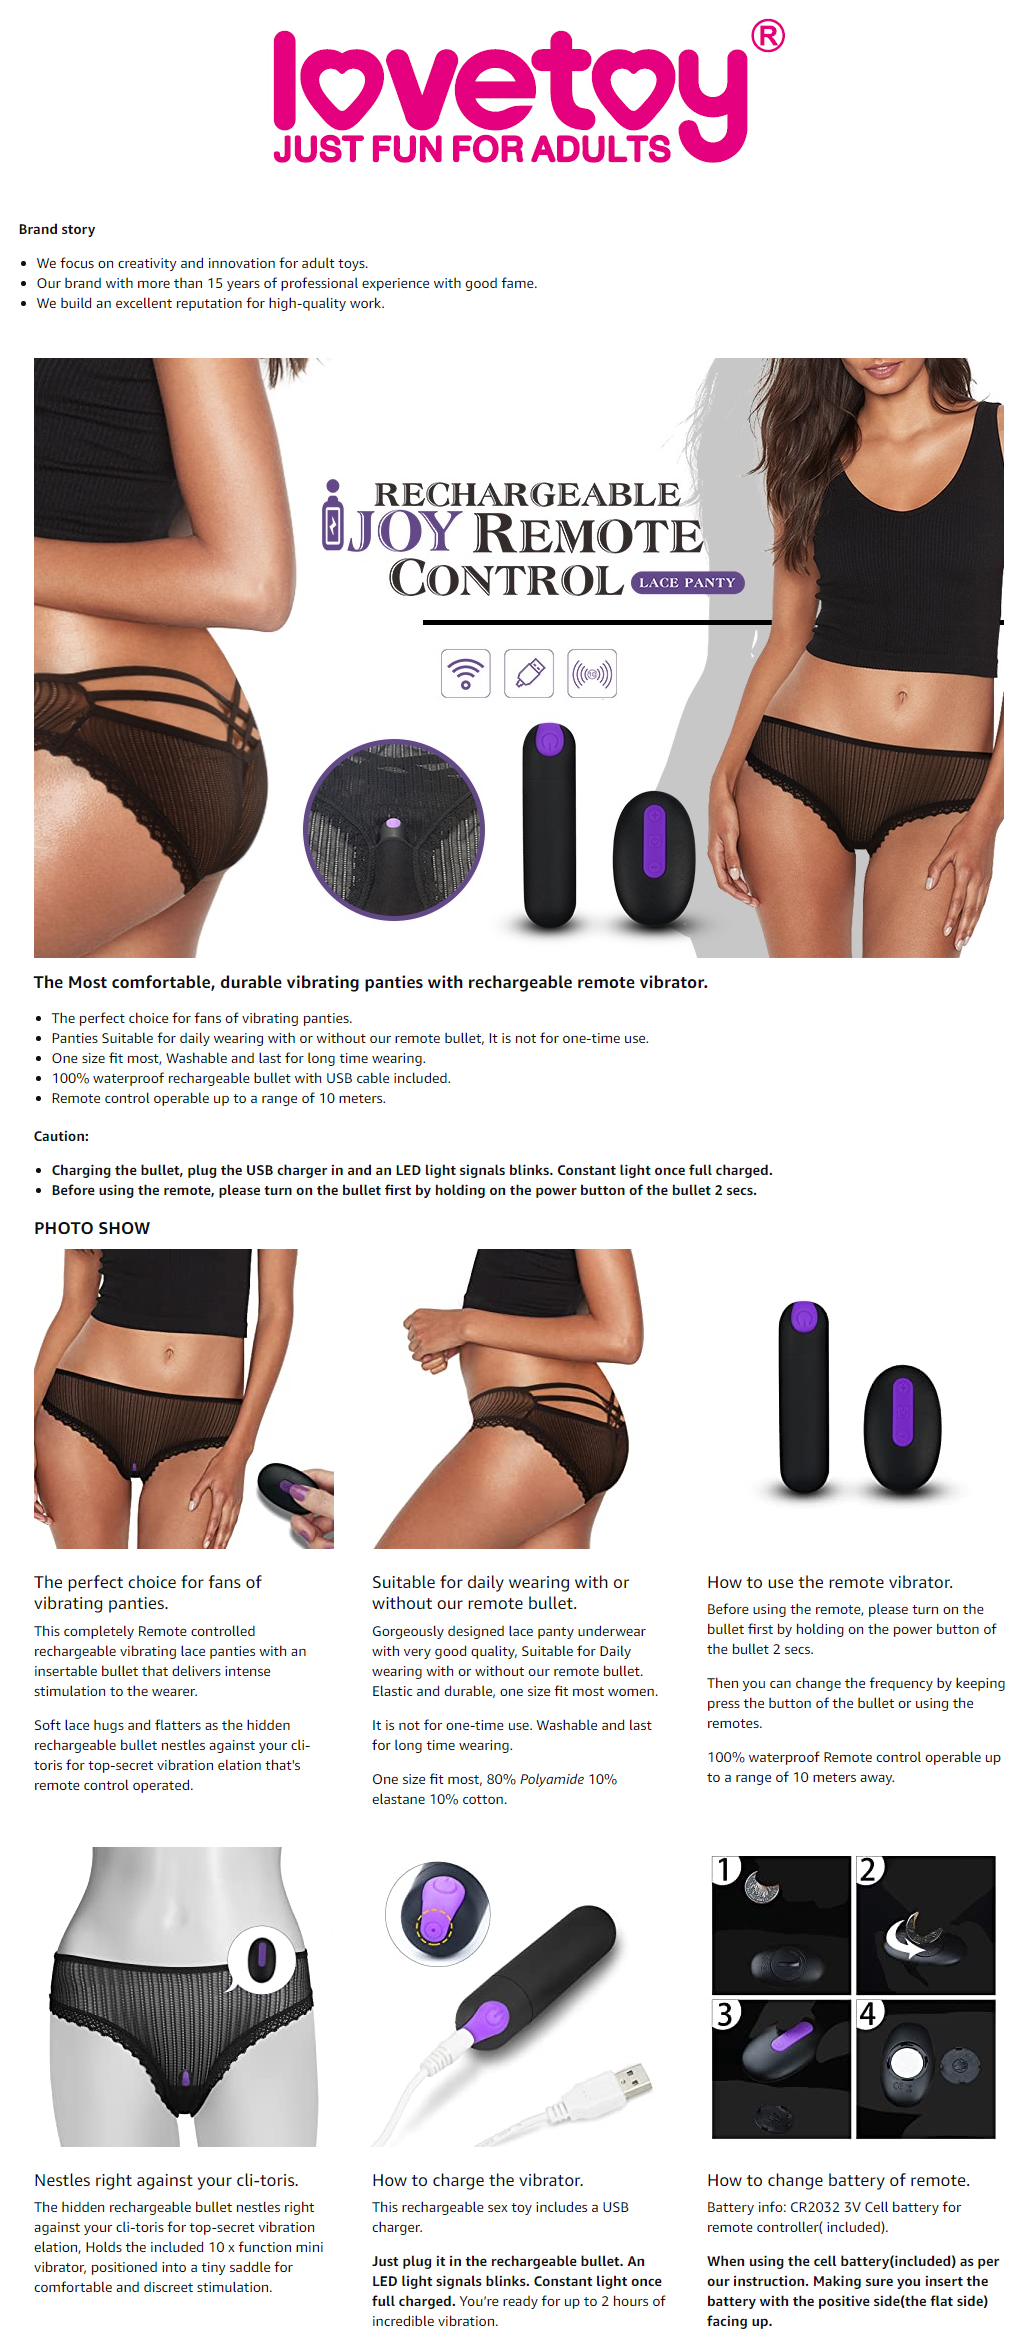 lovetoy®
JUST FUN FOR ADULTS
Brand story
We focus on creativity and innovation for adult toys.
Our brand with more than 15 years of professional experience with good fame.
We build an excellent reputation for high-quality work.
RECHARGEABLE
iJOY REMOTE
CONTROL LACE PANTY
10
The Most comfortable, durable vibrating panties with rechargeable remote vibrator.
The perfect choice for fans of vibrating panties.
Panties Suitable for daily wearing with or without our remote bullet, It is not for one-time use.
One size fit most, Washable and last for long time wearing.
100% waterproof rechargeable bullet with USB cable included.
Remote control operable up to a range of 10 meters.
Caution:
Charging the bullet, plug the USB charger in and an LED light signals blinks. Constant light once full charged.
Before using the remote, please turn on the bullet first by holding on the power button of the bullet 2 secs.
PHOTO SHOW
The perfect choice for fans of
vibrating panties.
This completely Remote controlled
rechargeable vibrating lace panties with an
insertable bullet that delivers intense
stimulation to the wearer.
Soft lace hugs and flatters as the hidden
rechargeable bullet nestles against your cli-
toris for top-secret vibration elation that's
remote control operated.
Suitable for daily wearing with or
without our remote bullet.
Gorgeously designed lace panty underwear
with very good quality, Suitable for Daily
wearing with or without our remote bullet.
Elastic and durable, one size fit most women.
It is not for one-time use. Washable and last
for long time wearing.
One size fit most, 80% Polyamide 10%
elastane 10% cotton.
How to use the remote vibrator.
Before using the remote, please turn on the
bullet first by holding on the power button of
the bullet 2 secs.
Then you can change the frequency by keeping
press the button of the bullet or using the
remotes.
100% waterproof Remote control operable up
to a range of 10 meters away.
1
2
3
4
Nestles right against your cli-toris.
The hidden rechargeable bullet nestles right
against your cli-toris for top-secret vibration
elation, Holds the included 10 x function mini
vibrator, positioned into a tiny saddle for
comfortable and discreet stimulation.
How to charge the vibrator.
This rechargeable sex toy includes a USB
charger.
Just plug it in the rechargeable bullet. An
LED light signals blinks. Constant light once
full charged. You're ready for up to 2 hours of
incredible vibration.
How to change battery of remote.
Battery info: CR2032 3V Cell battery for
remote controller( included).
When using the cell battery(included) as per
our instruction. Making sure you insert the
battery with the positive side(the flat side)
facing up.